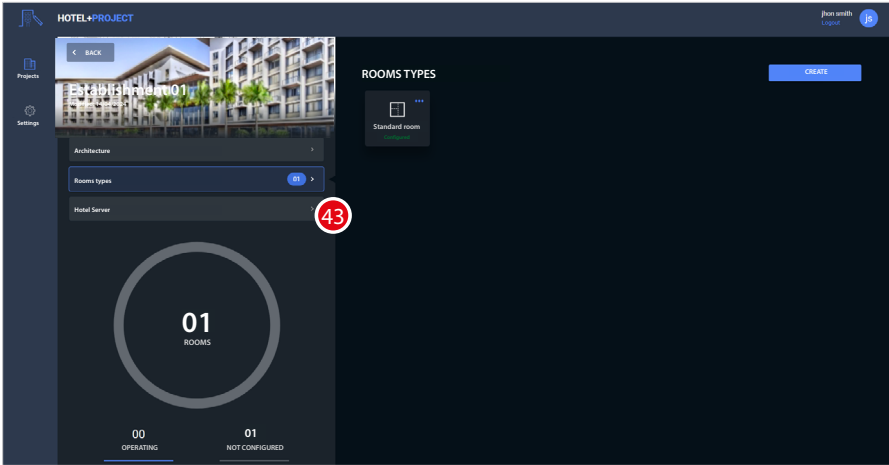 HOTEL+PROJECT
jhon smith
Logout
js
Projects
Settings
BACK
Establishment 01
Architecture
Rooms types
01
Hotel Server
43
01
ROOMS
00
OPERATING
01
NOT CONFIGURED
ROOMS TYPES
CREATE
Standard room
Configured